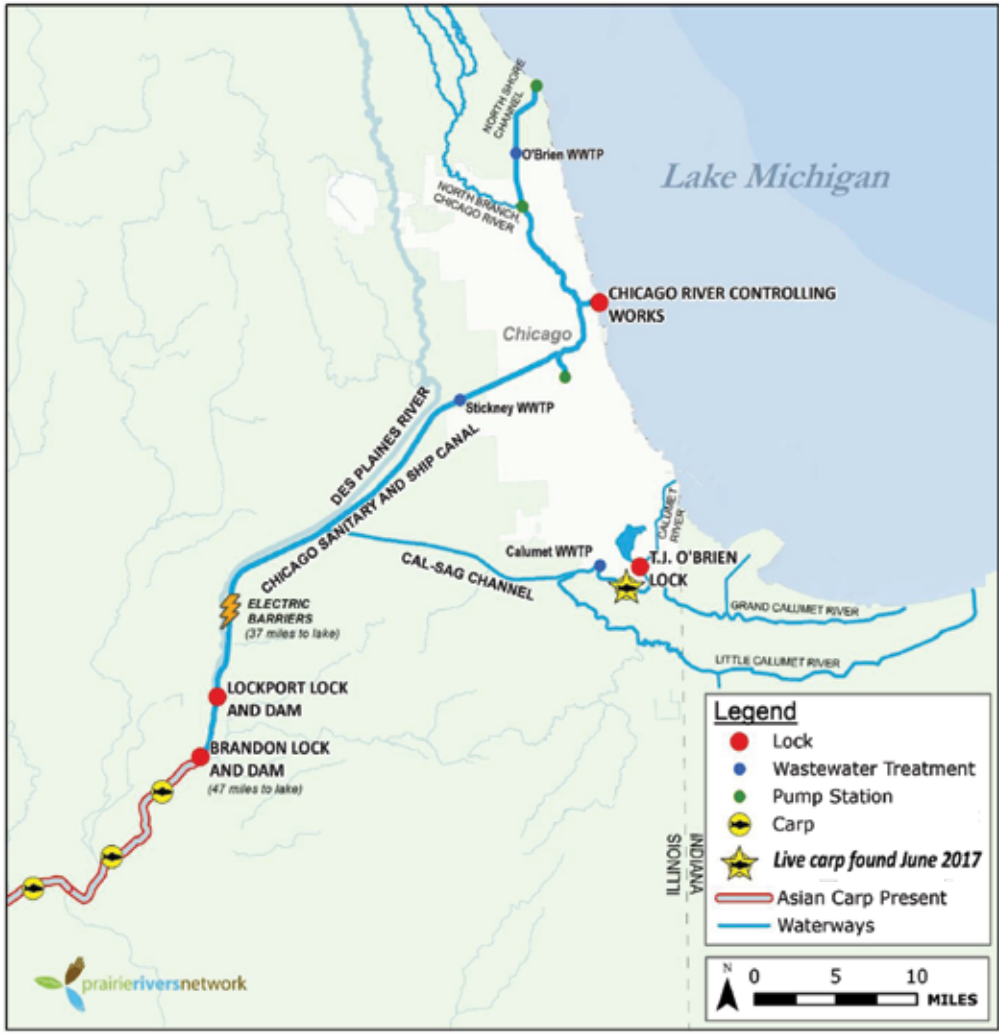 NORTH SHORE
CHANNEL
O'Brien WWTP
Lake Michigan
NORTH BRANCH,
CHICAGO RIVER
CHICAGO RIVER CONTROLLING
WORKS
Chicago
Stickney WWTP
DES PLAINES RIVER
CHICAGO SANITARY AND SHIP CANAL
CALUMET
RIVER
Calumet WWTP
T.J. O'BRIEN
LOCK
CAL-SAG CHANNEL
ELECTRIC
BARRIERS
(37 miles to lake)
GRAND CALUMET RIVER
LITTLE CALUMET RIVER
LOCKPORT LOCK
AND DAM
BRANDON LOCK
AND DAM
(47 miles to lake)
ILLINOIS
INDIANA
Legend
Lock
Wastewater Treatment
Pump Station
Carp
Live carp found June 2017
Asian Carp Present
Waterways
N
0 5 10
MILES
prairieriversnetwork